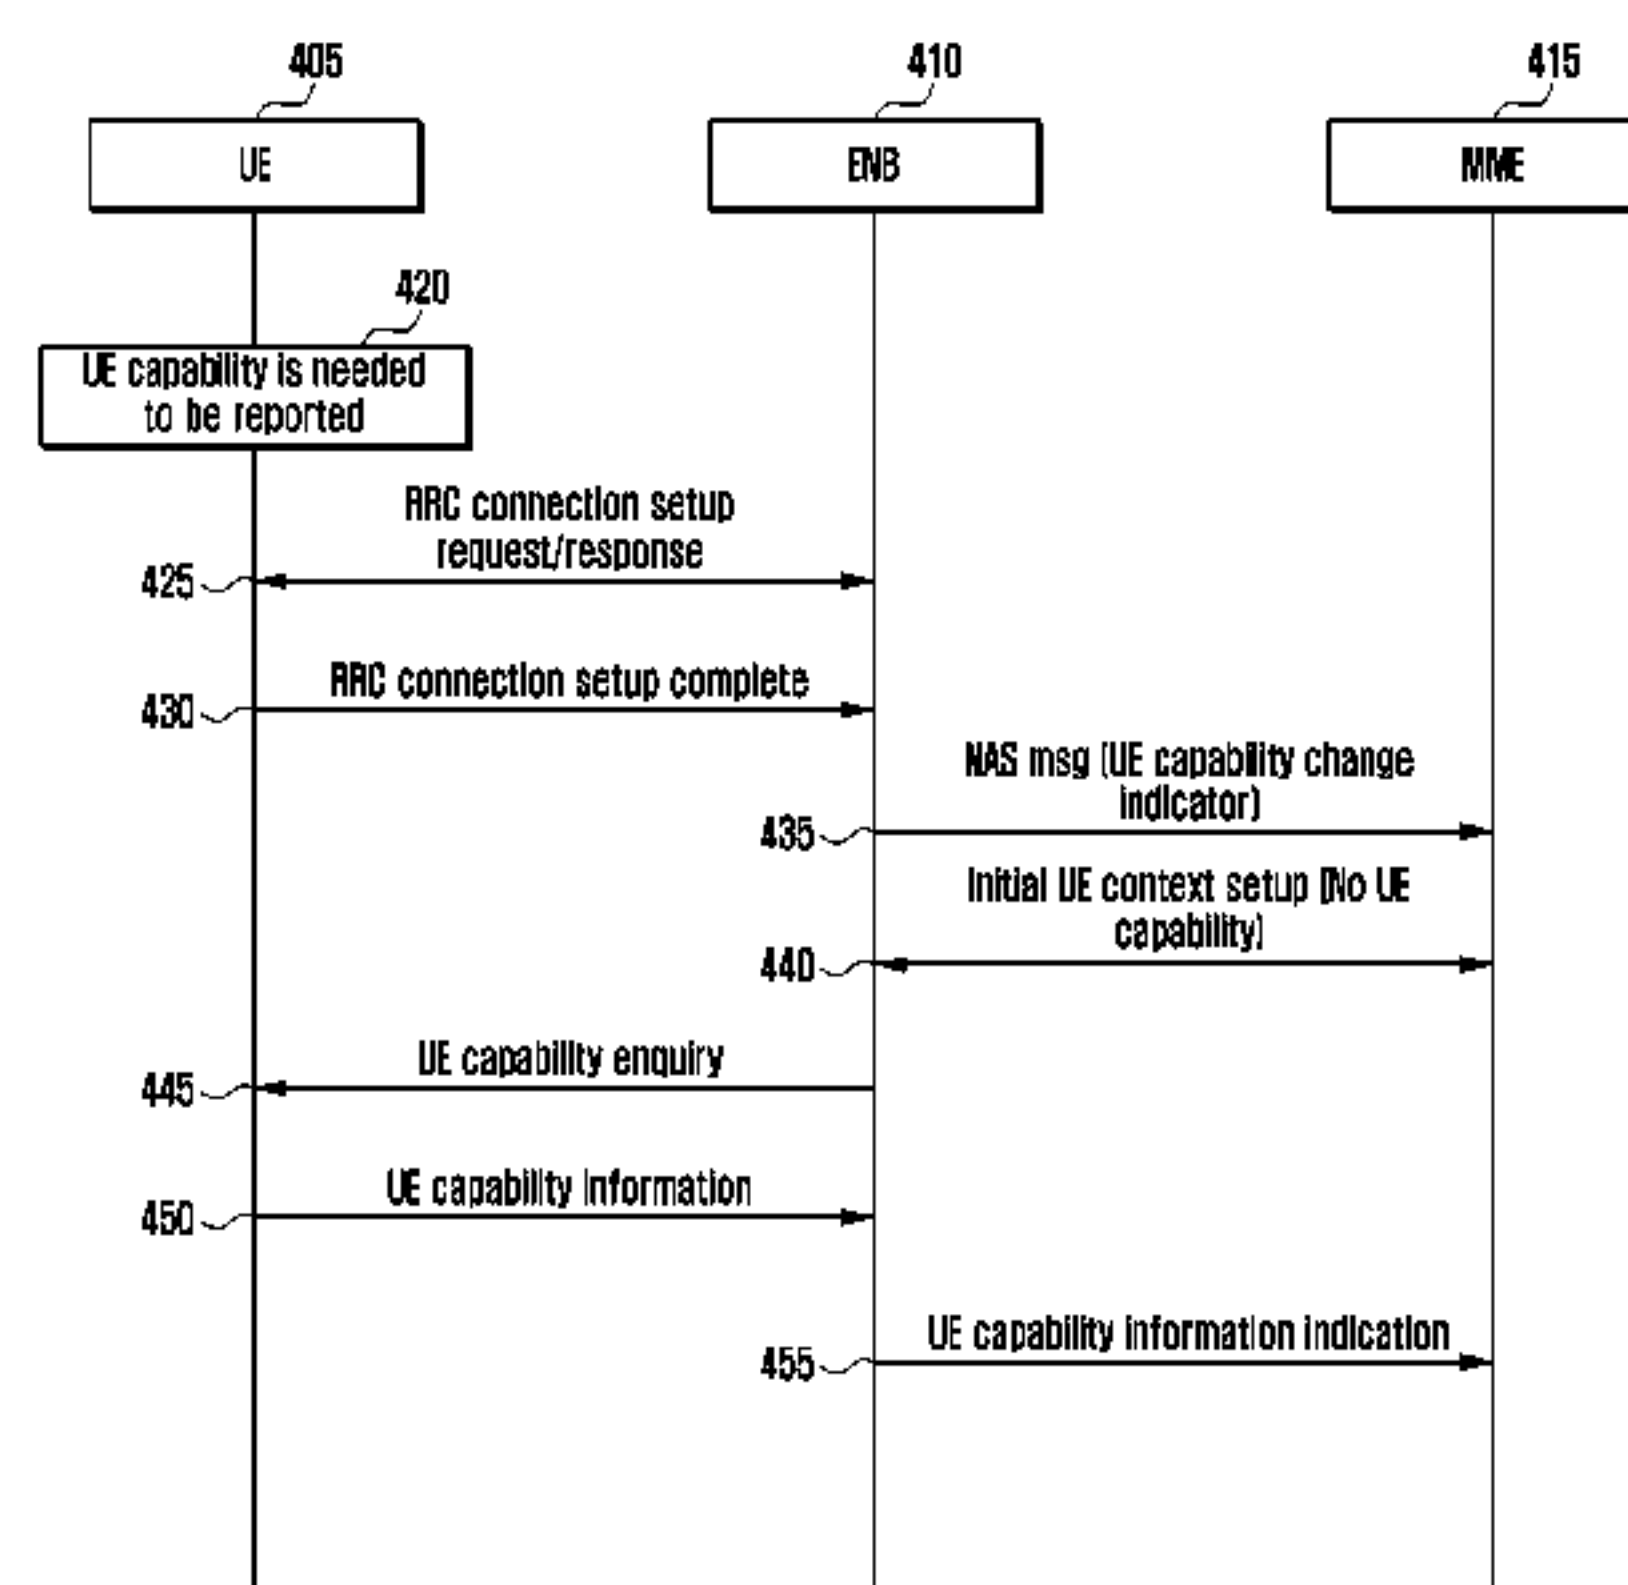 405
410
415
UE
ENB
MME
420
UE capability is needed
to be reported
RRC connection setup
request/response
425
RRC connection setup complete
430
NAS msg (UE capability change
indicator)
435
Initial UE context setup (No UE
capability)
440
UE capability enquiry
445
UE capability information
450
UE capability information indication
455